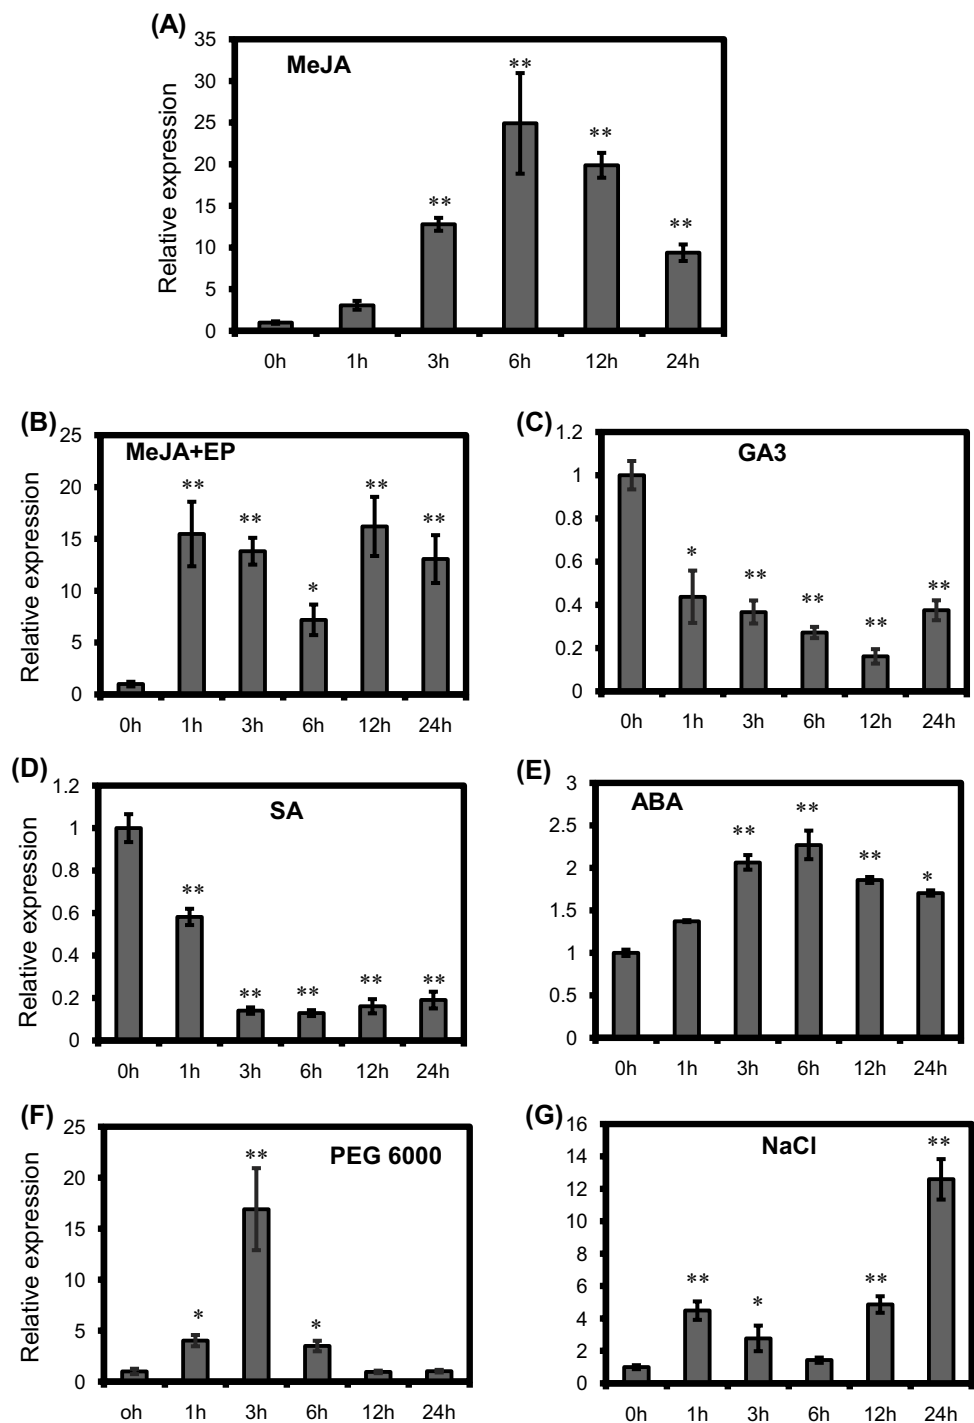 (A)
MeJA
Relative expression
35
30
25
20
15
10
5
0
** ** ** **
0h 1h 3h 6h 12h 24h
(B)
MeJA+EP
Relative expression
25
20
15
10
5
0
** ** * ** **
0h 1h 3h 6h 12h 24h
(C)
GA3
1.2
1
0.8
0.6
0.4
0.2
0
* ** ** ** **
0h 1h 3h 6h 12h 24h
(D)
SA
Relative expression
1.2
1
0.8
0.6
0.4
0.2
0
** ** ** ** **
0h 1h 3h 6h 12h 24h
(E)
ABA
3
2.5
2
1.5
1
0.5
0
** ** ** *
0h 1h 3h 6h 12h 24h
(F)
PEG 6000
Relative expression
25
20
15
10
5
0
* ** *
oh 1h 3h 6h 12h 24h
(G)
NaCl
16
14
12
10
8
6
4
2
0
** * ** **
0h 1h 3h 6h 12h 24h